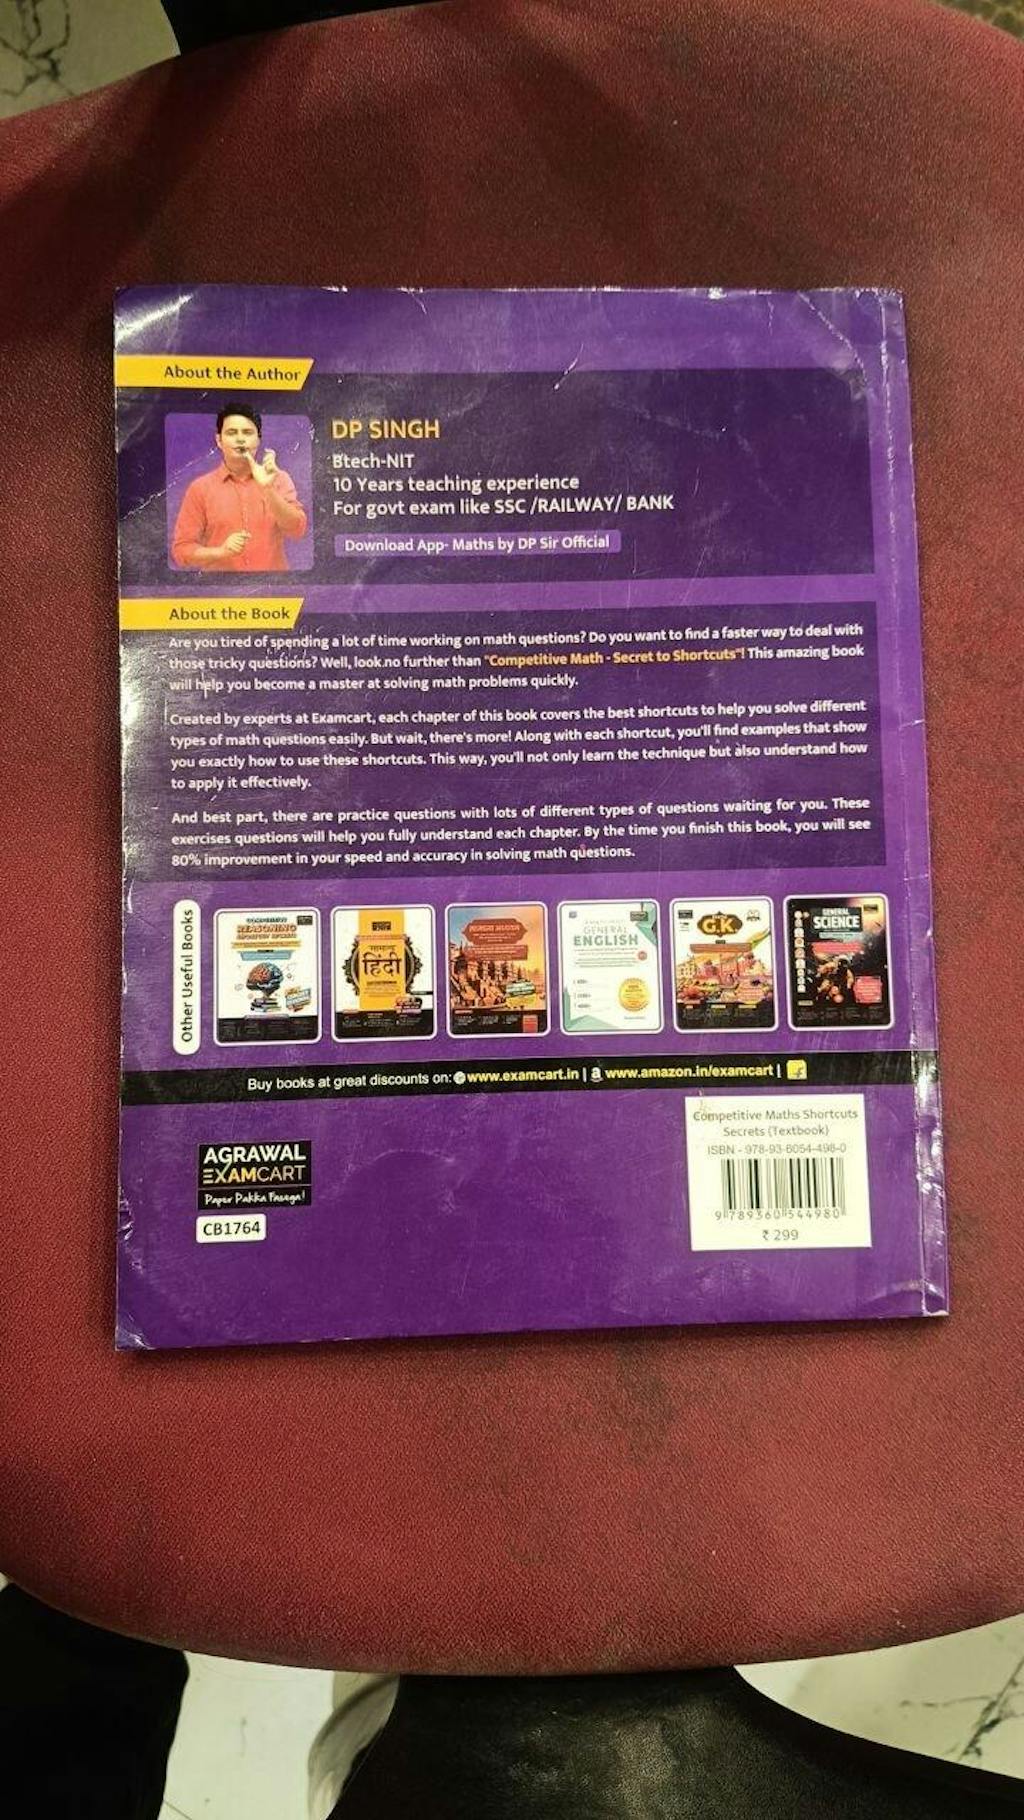 About the Author
DP SINGH
Btech-NIT
10 Years teaching experience
For govt exam like SSC /RAILWAY/ BANK
Download App- Maths by DP Sir Official
About the Book
Are you tired of spending a lot of time working on math questions? Do you want to find a faster way to deal with
those tricky questions? Well, look.no further than "Competitive Math - Secret to Shortcuts"! This amazing book
will help you become a master at solving math problems quickly.
Created by experts at Examcart, each chapter of this book covers the best shortcuts to help you solve different
types of math questions easily. But wait, there's more! Along with each shortcut, you'll find examples that show
you exactly how to use these shortcuts. This way, you'll not only learn the technique but also understand how
to apply it effectively.
And best part, there are practice questions with lots of different types of questions waiting for you. These
exercises questions will help you fully understand each chapter. By the time you finish this book, you will see
80% improvement in your speed and accuracy in solving math questions.
Other Useful Books
REASONING
सामान्य
हिंदी
GENERAL
ENGLISH
G.K.
GENERAL
SCIENCE
Buy books at great discounts on: www.examcart.in | a www.amazon.in/examcart |
AGRAWAL
EXAMCART
Paper Pakka Fasega!
CB1764
Competitive Maths Shortcuts
Secrets (Textbook)
ISBN - 978-93-6054-498-0
9 789360 544980
₹ 299